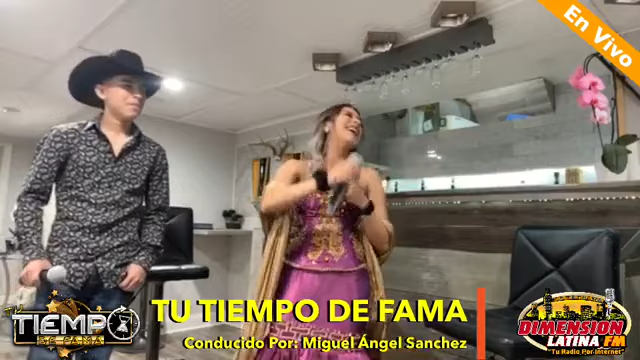 En Vivo
TU TIEMPO DE FAMA
Conducido Por: Miguel Ángel Sanchez
TU
TIEMPO
DE FAMA
DIMENSION
LATINA FM
Tu Radio Por Internet